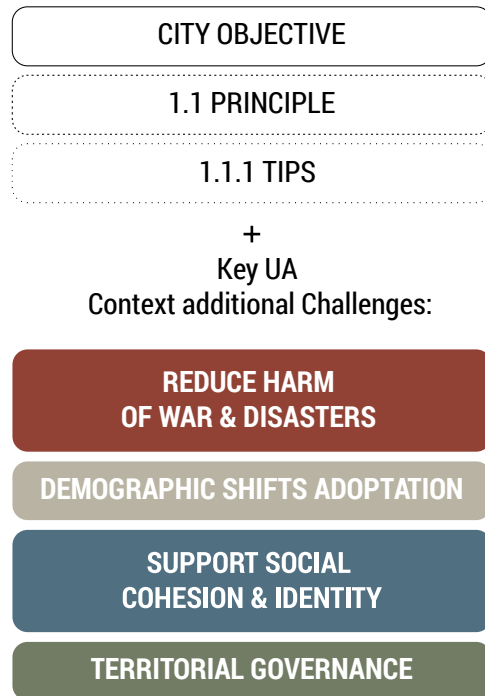 CITY OBJECTIVE
1.1 PRINCIPLE
1.1.1 TIPS
+
Key UA
Context additional Challenges:
REDUCE HARM
OF WAR & DISASTERS
DEMOGRAPHIC SHIFTS ADOPTATION
SUPPORT SOCIAL
COHESION & IDENTITY
TERRITORIAL GOVERNANCE